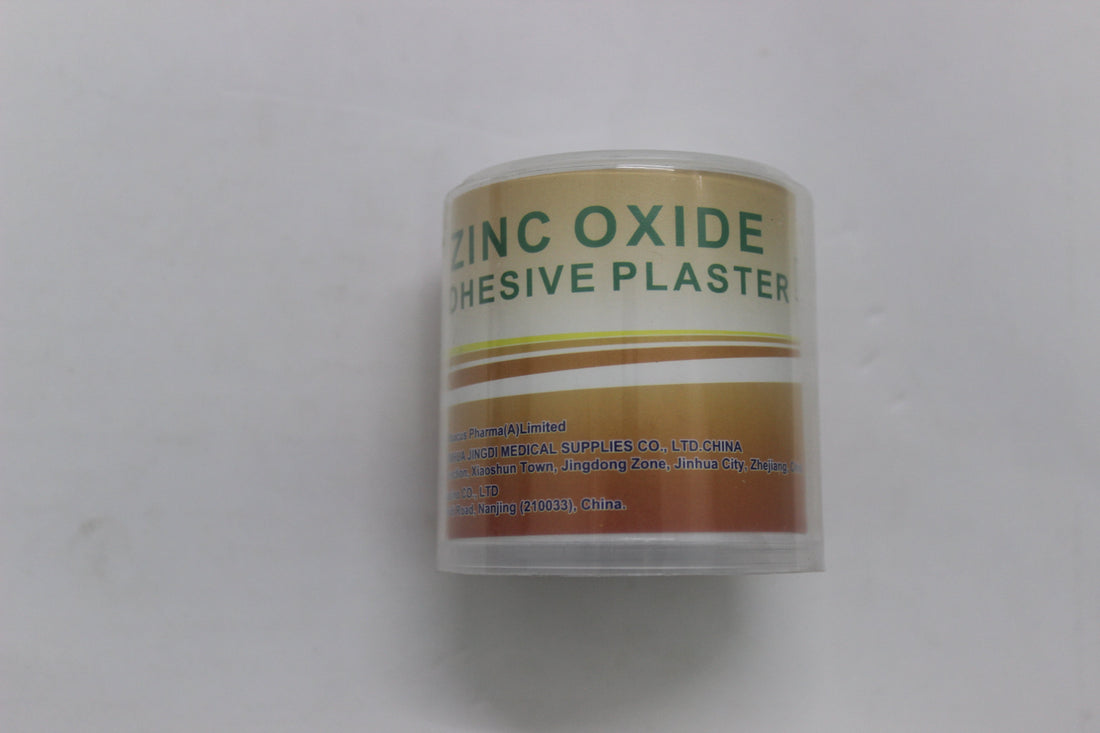 ZINC OXIDE
DHESIVE PLASTER
Pharma(A)Limited
JINGDI MEDICAL SUPPLIES CO., LTD.CHINA
Xiaoshun Town, Jingdong Zone, Jinhua City, Zhejiang,
CO., LTD
Road, Nanjing (210033), China.